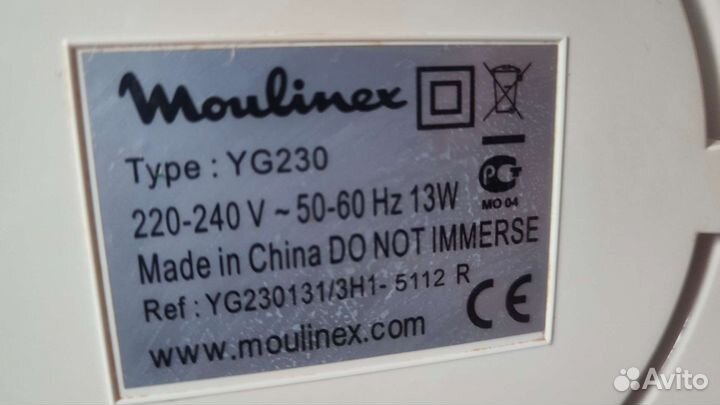 Moulinex
Type : YG230
220-240 V ~ 50-60 Hz 13W
MO 04
Made in China DO NOT IMMERSE
Ref : YG230131/3H1- 5112 R
CE
www.moulinex.com
Avito